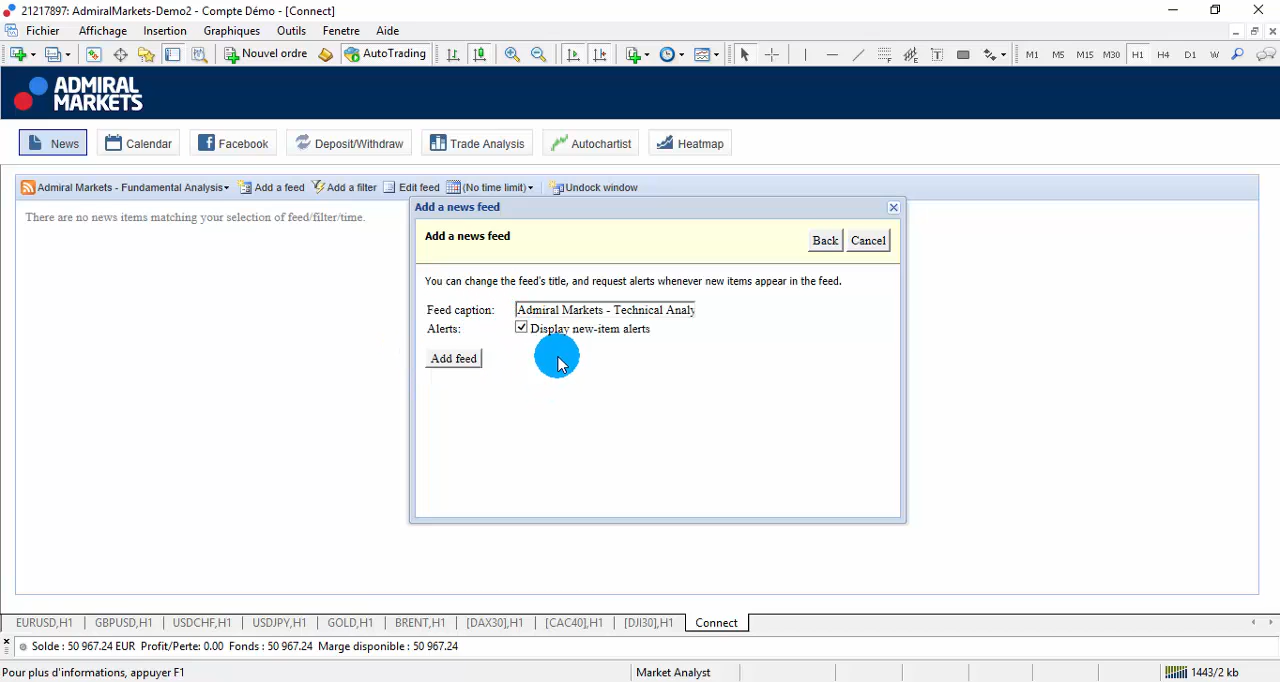 21217897: AdmiralMarkets-Demo2 - Compte Démo - [Connect]
Fichier Affichage Insertion Graphiques Outils Fenetre Aide
Nouvel ordre AutoTrading M1 M5 M15 M30 H1 H4 D1 W
ADMIRAL
MARKETS
News Calendar Facebook Deposit/Withdraw Trade Analysis Autochartist Heatmap
Admiral Markets - Fundamental Analysis Add a feed Add a filter Edit feed (No time limit) Undock window
There are no news items matching your selection of feed/filter/time.
Add a news feed
Add a news feed
Back Cancel
You can change the feed's title, and request alerts whenever new items appear in the feed.
Feed caption: Admiral Markets - Technical Analy
Alerts: Display new-item alerts
Add feed
EURUSD,H1 GBPUSD,H1 USDCHF,H1 USDJPY,H1 GOLD,H1 BRENT,H1 [DAX30],H1 [CAC40],H1 [DJI30],H1 Connect
Solde : 50 967.24 EUR Profit/Perte: 0.00 Fonds : 50 967.24 Marge disponible : 50 967.24
Pour plus d'informations, appuyer F1 Market Analyst 1443/2 kb